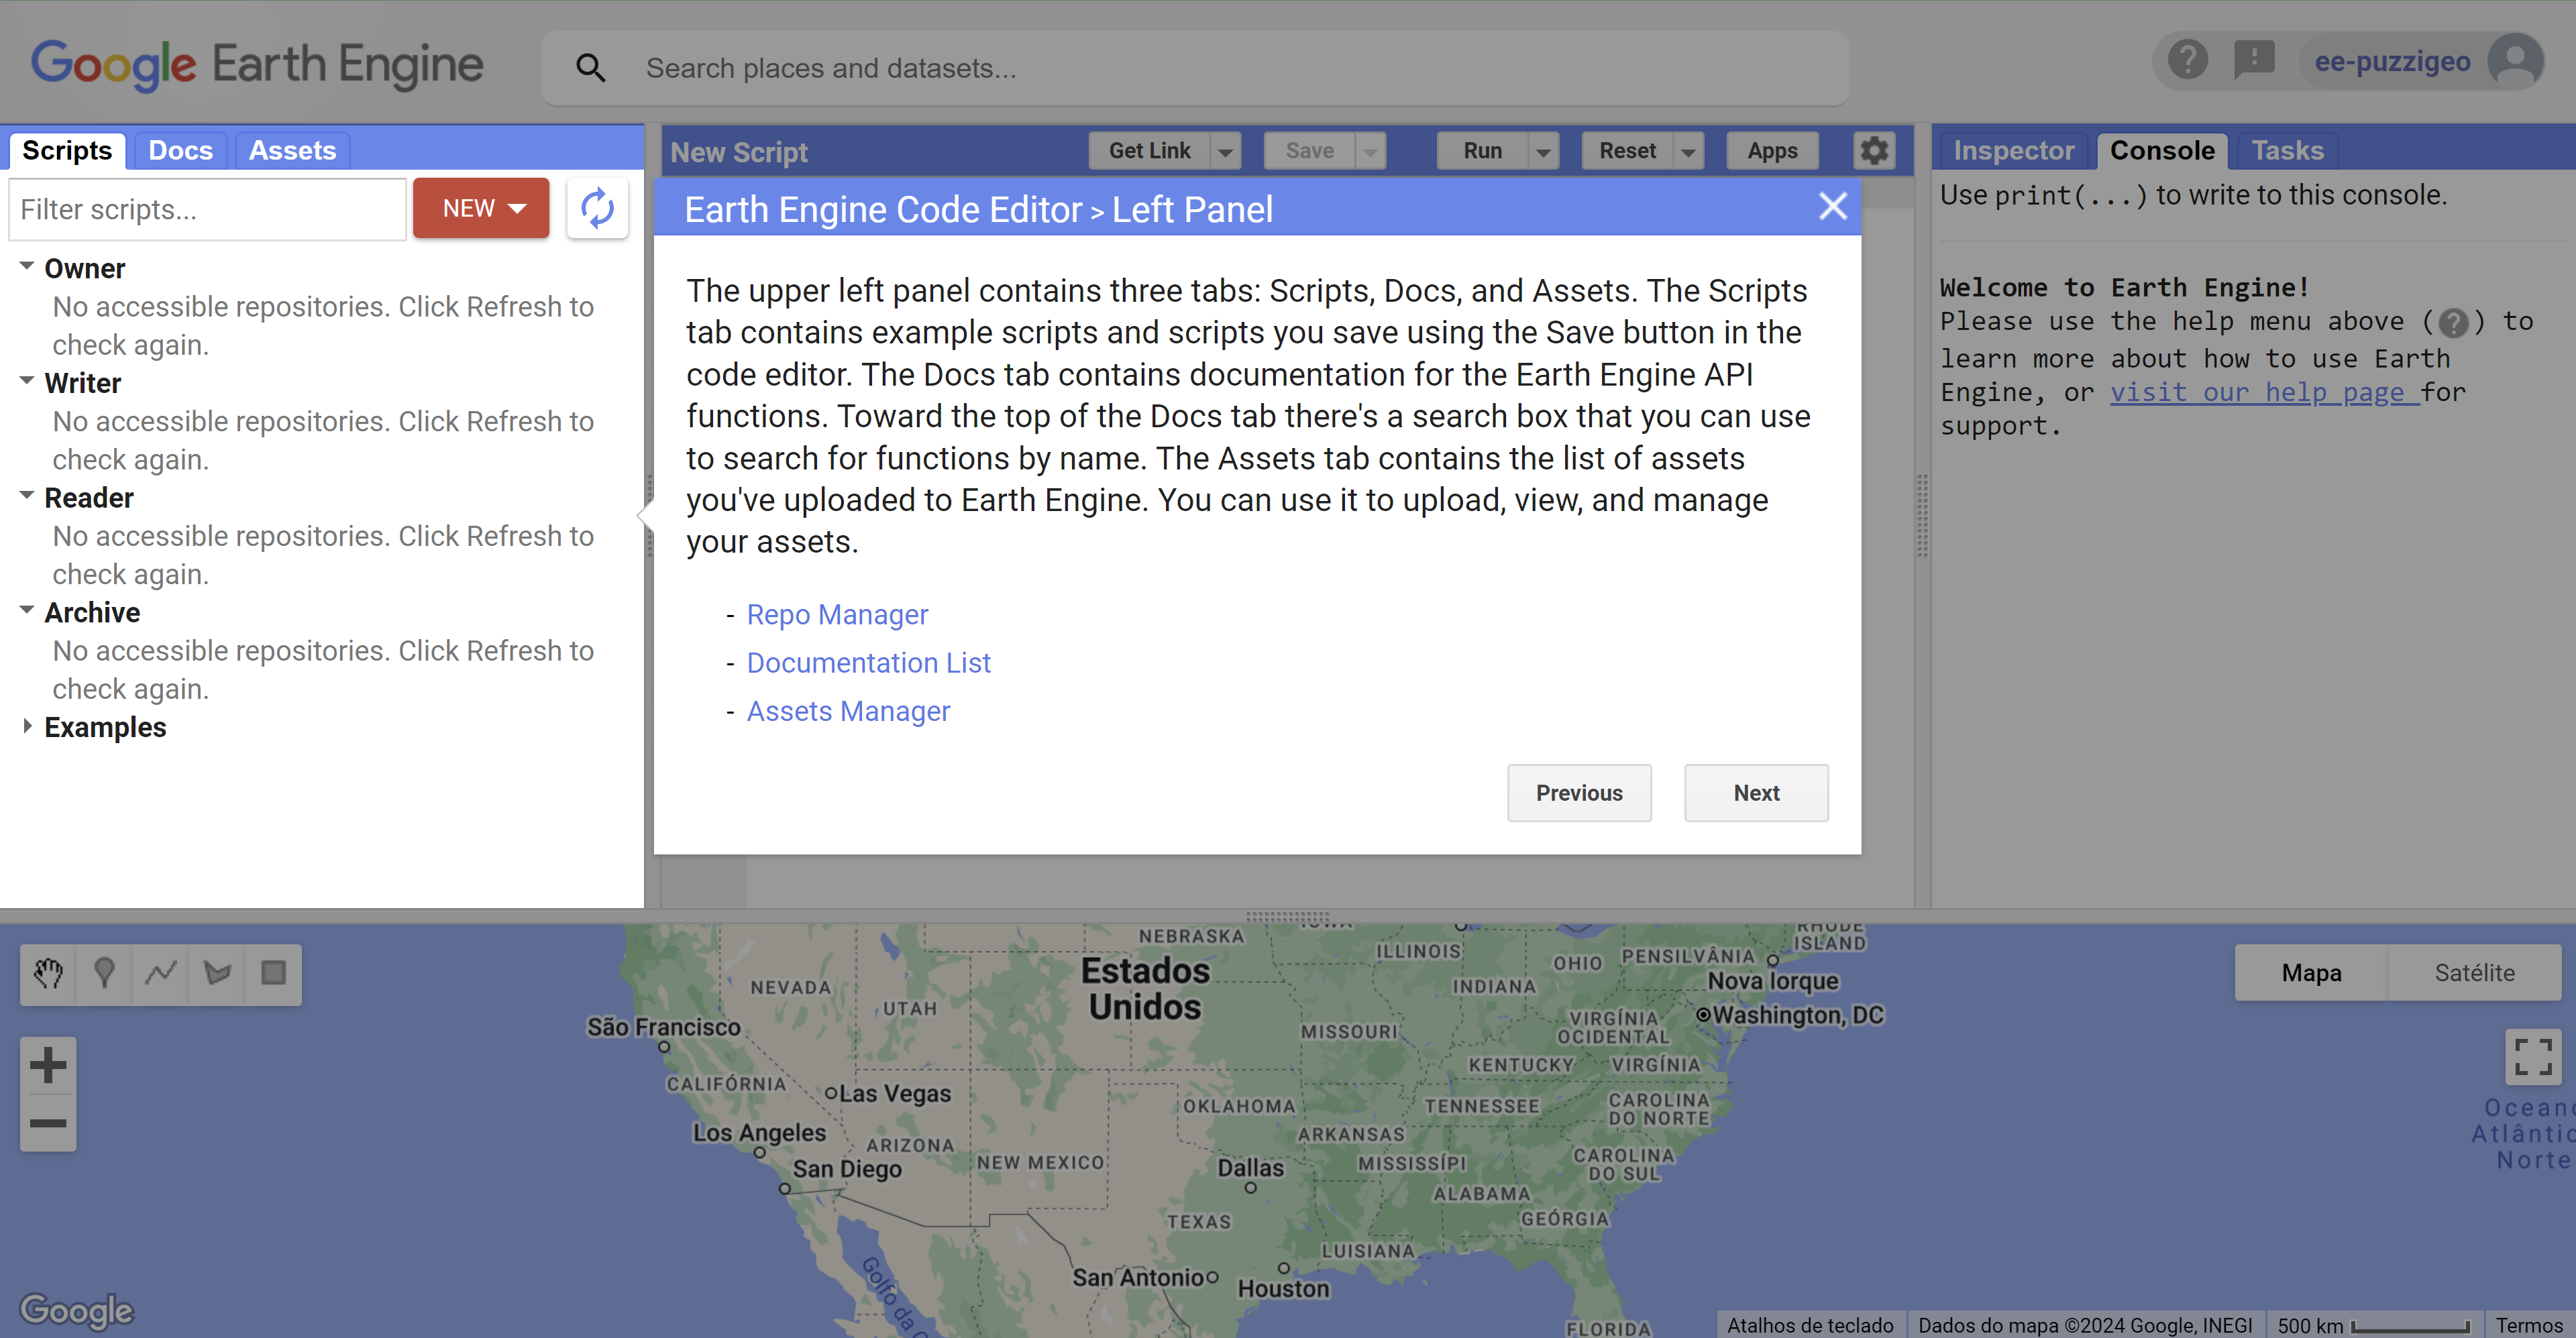 Google Earth Engine
Search places and datasets...
ee-puzzigeo
Scripts
Docs
Assets
Filter scripts...
NEW
Owner
No accessible repositories. Click Refresh to
check again.
Writer
No accessible repositories. Click Refresh to
check again.
Reader
No accessible repositories. Click Refresh to
check again.
Archive
No accessible repositories. Click Refresh to
check again.
Examples
New Script
Get Link
Save
Run
Reset
Apps
Earth Engine Code Editor > Left Panel
The upper left panel contains three tabs: Scripts, Docs, and Assets. The Scripts
tab contains example scripts and scripts you save using the Save button in the
code editor. The Docs tab contains documentation for the Earth Engine API
functions. Toward the top of the Docs tab there's a search box that you can use
to search for functions by name. The Assets tab contains the list of assets
you've uploaded to Earth Engine. You can use it to upload, view, and manage
your assets.
- Repo Manager
- Documentation List
- Assets Manager
Previous
Next
Inspector
Console
Tasks
Use print(...) to write to this console.
Welcome to Earth Engine!
Please use the help menu above (?) to
learn more about how to use Earth
Engine, or visit our help page for
support.
Mapa
Satélite
NEBRASKA
IOWA
ILLINOIS
OHIO
PENSILVÂNIA
RHODE
ISLAND
Estados
Unidos
NEVADA
UTAH
INDIANA
Nova Iorque
São Francisco
MISSOURI
VIRGÍNIA
OCIDENTAL
Washington, DC
CALIFÓRNIA
Las Vegas
KENTUCKY
VIRGÍNIA
OKLAHOMA
TENNESSEE
CAROLINA
DO NORTE
Los Angeles
ARIZONA
NEW MEXICO
ARKANSAS
San Diego
Dallas
MISSISSÍPI
CAROLINA
DO SUL
ALABAMA
TEXAS
GEÓRGIA
LUISIANA
San Antonio
Houston
FLORIDA
Golfo da
Oceano
Atlântico
Norte
Google
Atalhos de teclado
Dados do mapa ©2024 Google, INEGI
500 km
Termos